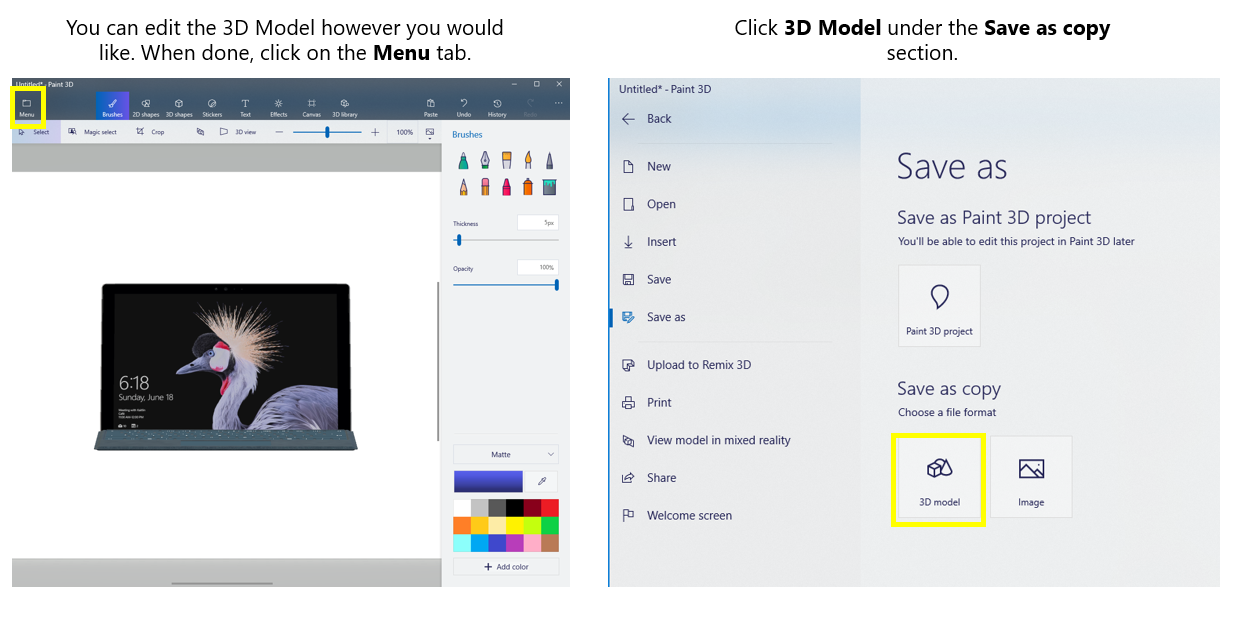 You can edit the 3D Model however you would
like. When done, click on the Menu tab.
Untitled* - Paint 3D
Menu
Brushes
2D shapes
3D shapes
Stickers
Text
Effects
Canvas
3D library
Paste
Undo
History
Redo
Select
Magic select
Crop
3D view
100%
Brushes
Thickness
5px
Opacity
100%
6:18
Sunday, June 18
Matte
Add color
Click 3D Model under the Save as copy
section.
Untitled* - Paint 3D
Back
New
Open
Insert
Save
Save as
Upload to Remix 3D
Print
View model in mixed reality
Share
Welcome screen
Save as
Save as Paint 3D project
You'll be able to edit this project in Paint 3D later
Paint 3D project
Save as copy
Choose a file format
3D model
Image